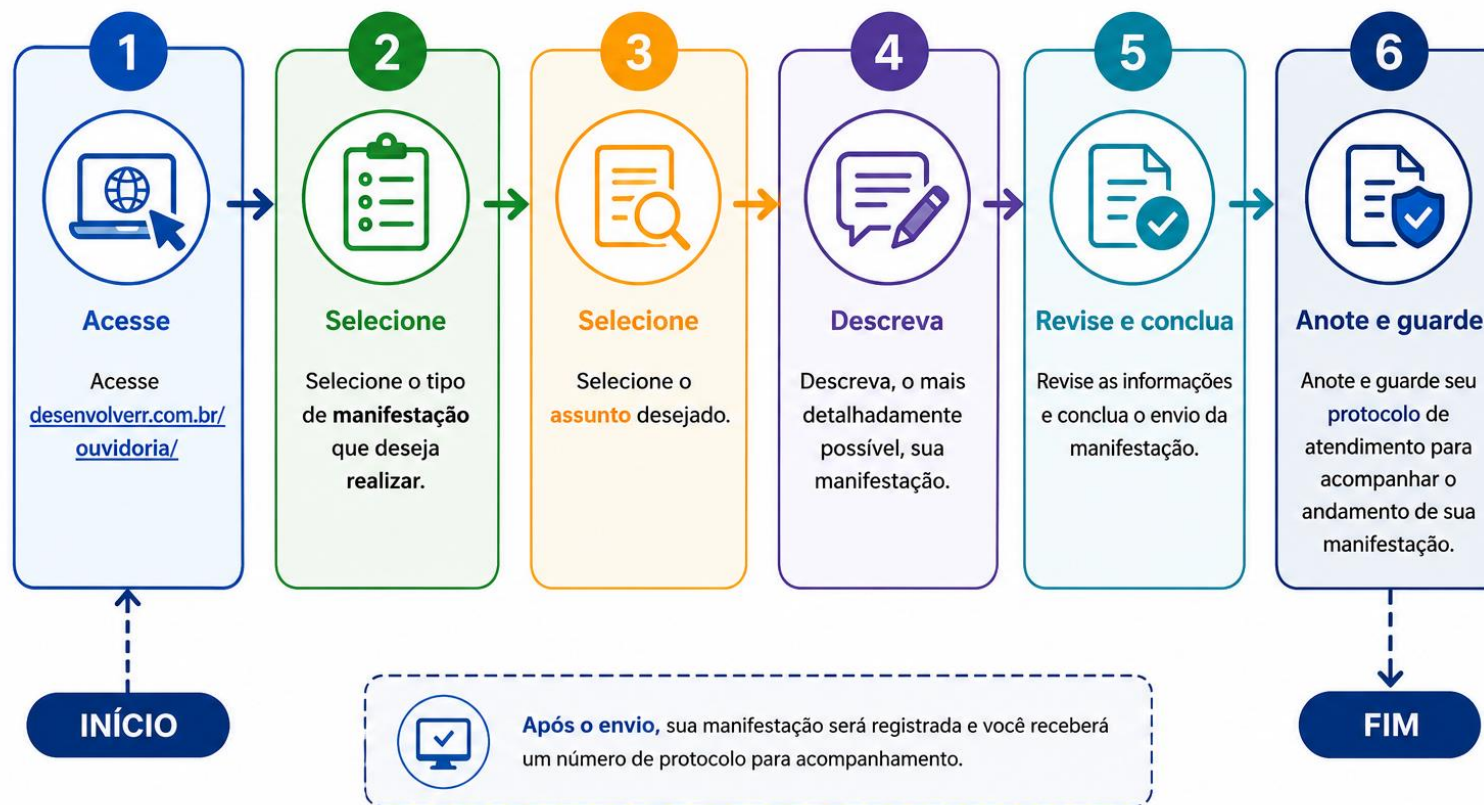 1
Acesse
Acesse
desenvolverr.com.br/
ouvidoria/
2
Selecione
Selecione o tipo
de manifestação
que deseja
realizar.
3
Selecione
Selecione o
assunto desejado.
4
Descreva
Descreva, o mais
detalhadamente
possível, sua
manifestação.
5
Revise e conclua
Revise as informações
e conclua o envio da
manifestação.
6
Anote e guarde
Anote e guarde seu
protocolo de
atendimento para
acompanhar o
andamento de sua
manifestação.
INÍCIO
Após o envio, sua manifestação será registrada e você receberá
um número de protocolo para acompanhamento.
FIM